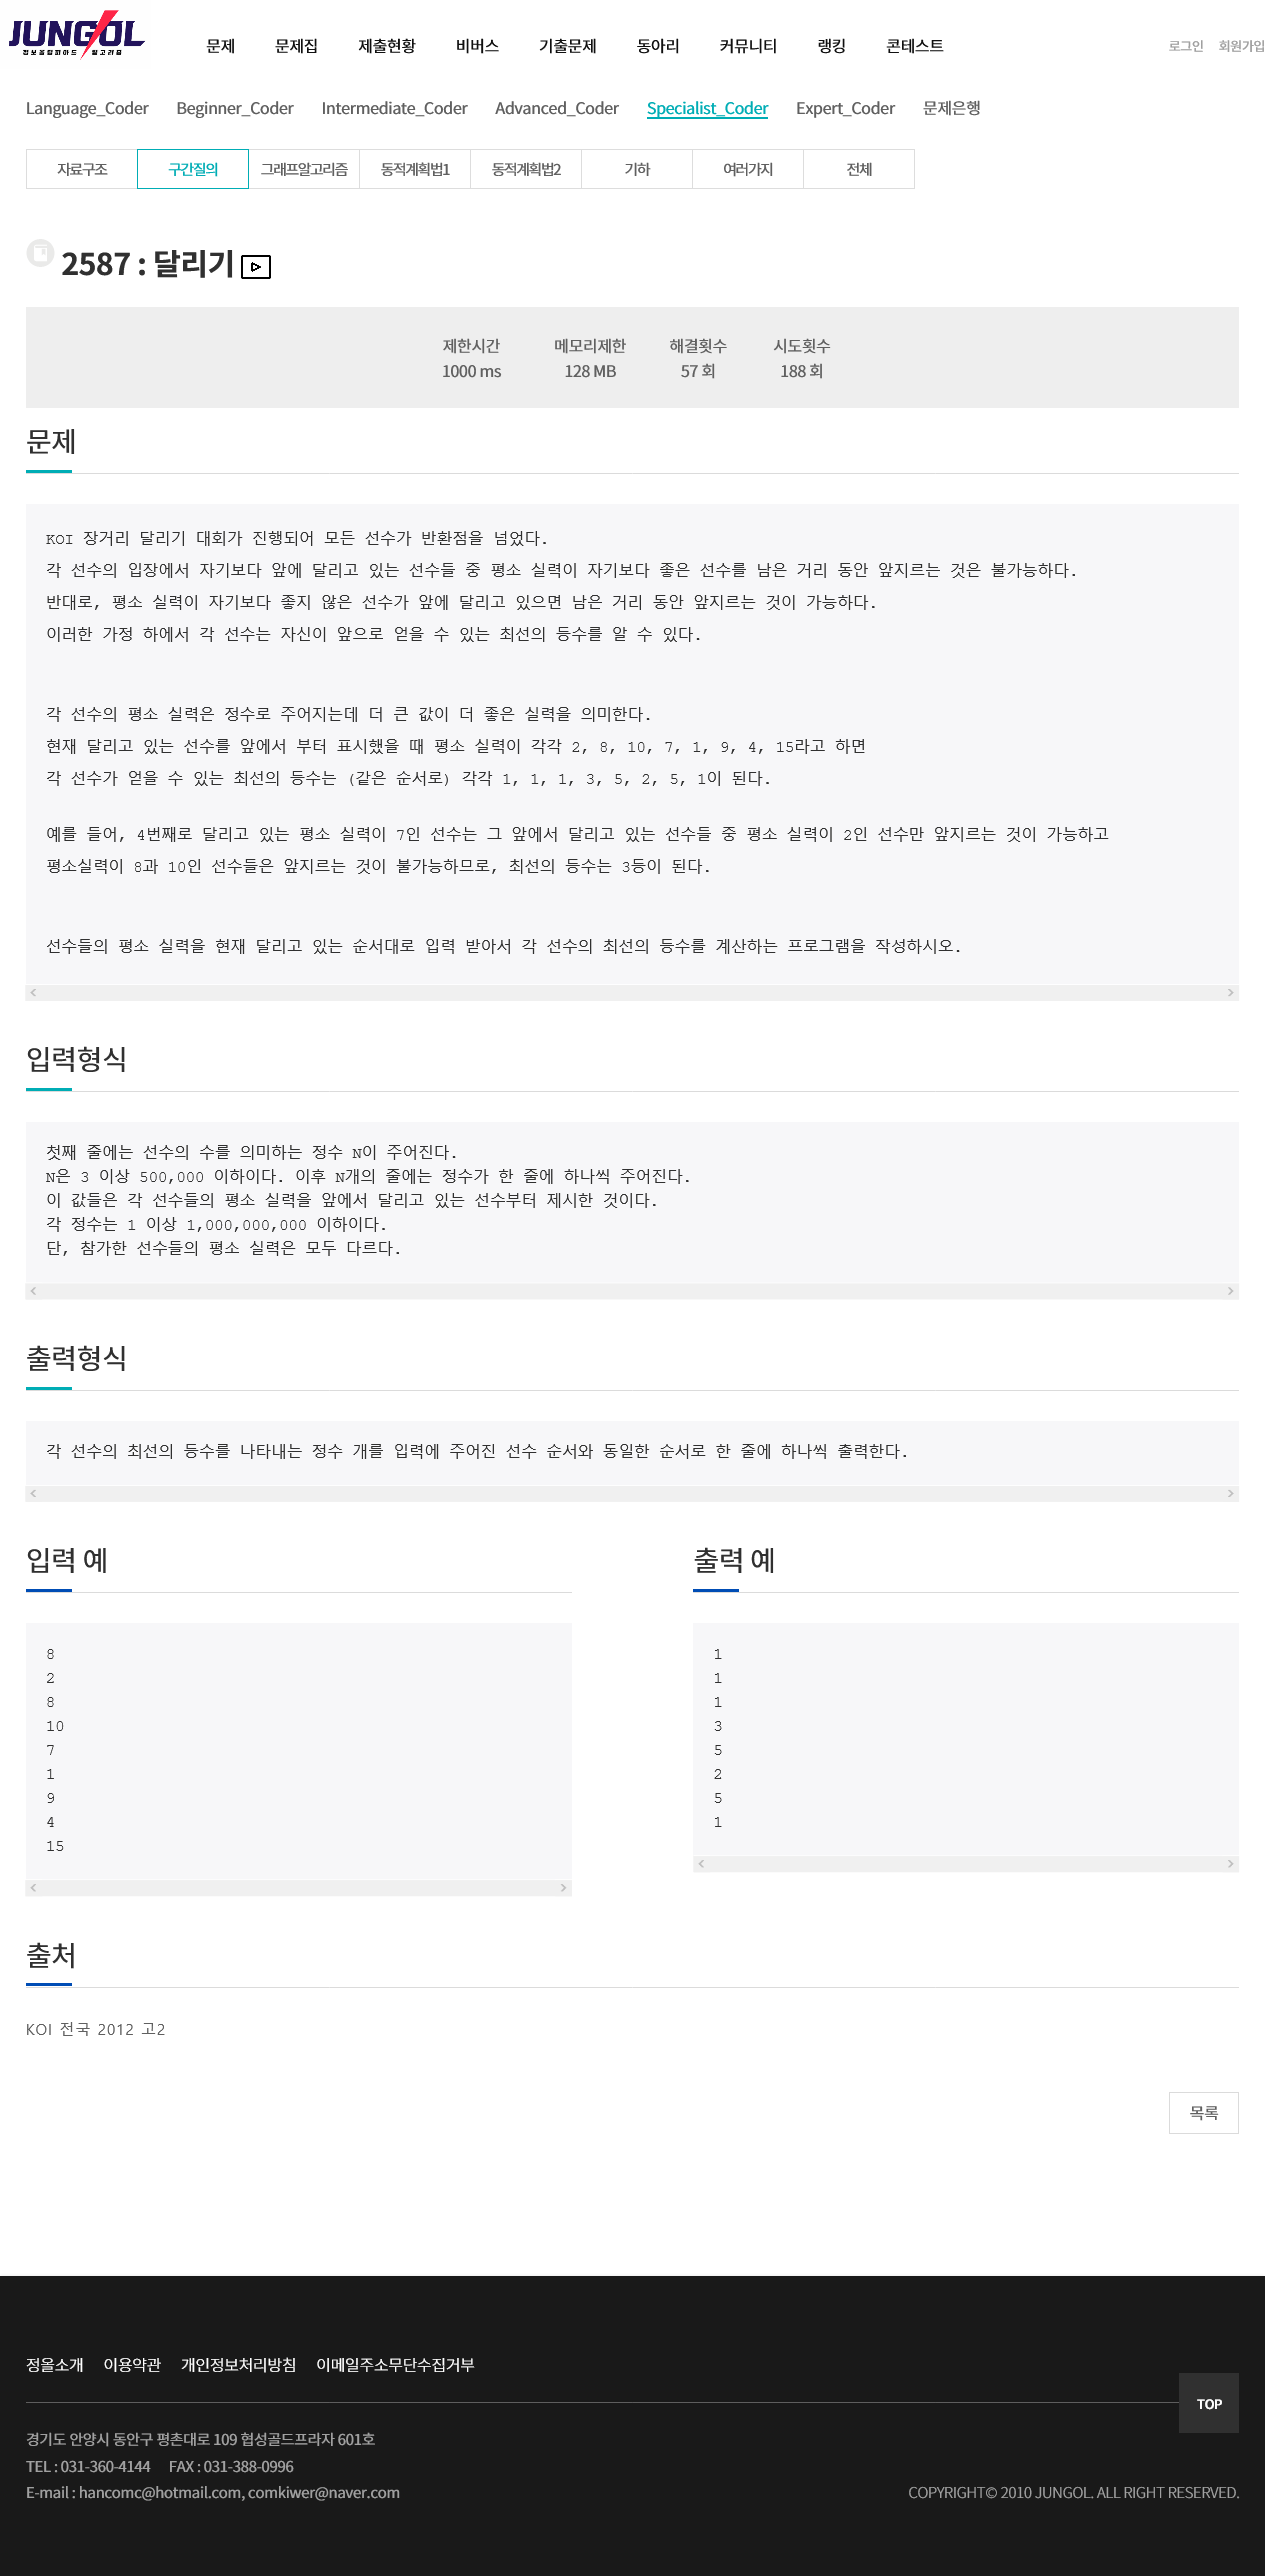 JUNGOL
정보올림피아드 알고리즘
문제 문제집 제출현황 비버스 기출문제 동아리 커뮤니티 랭킹 콘테스트 로그인 회원가입
Language_Coder Beginner_Coder Intermediate_Coder Advanced_Coder Specialist_Coder Expert_Coder 문제은행
자료구조 구간질의 그래프알고리즘 동적계획법1 동적계획법2 기하 여러가지 전체
2587 : 달리기
제한시간 메모리제한 해결횟수 시도횟수
1000 ms 128 MB 57 회 188 회
문제
KOI 장거리 달리기 대회가 진행되어 모든 선수가 반환점을 넘었다.
각 선수의 입장에서 자기보다 앞에 달리고 있는 선수들 중 평소 실력이 자기보다 좋은 선수를 남은 거리 동안 앞지르는 것은 불가능하다.
반대로, 평소 실력이 자기보다 좋지 않은 선수가 앞에 달리고 있으면 남은 거리 동안 앞지르는 것이 가능하다.
이러한 가정 하에서 각 선수는 자신이 앞으로 얻을 수 있는 최선의 등수를 알 수 있다.
각 선수의 평소 실력은 정수로 주어지는데 더 큰 값이 더 좋은 실력을 의미한다.
현재 달리고 있는 선수를 앞에서 부터 표시했을 때 평소 실력이 각각 2, 8, 10, 7, 1, 9, 4, 15라고 하면
각 선수가 얻을 수 있는 최선의 등수는 (같은 순서로) 각각 1, 1, 1, 3, 5, 2, 5, 1이 된다.
예를 들어, 4번째로 달리고 있는 평소 실력이 7인 선수는 그 앞에서 달리고 있는 선수들 중 평소 실력이 2인 선수만 앞지르는 것이 가능하고
평소실력이 8과 10인 선수들은 앞지르는 것이 불가능하므로, 최선의 등수는 3등이 된다.
선수들의 평소 실력을 현재 달리고 있는 순서대로 입력 받아서 각 선수의 최선의 등수를 계산하는 프로그램을 작성하시오.
입력형식
첫째 줄에는 선수의 수를 의미하는 정수 N이 주어진다.
N은 3 이상 500,000 이하이다. 이후 N개의 줄에는 정수가 한 줄에 하나씩 주어진다.
이 값들은 각 선수들의 평소 실력을 앞에서 달리고 있는 선수부터 제시한 것이다.
각 정수는 1 이상 1,000,000,000 이하이다.
단, 참가한 선수들의 평소 실력은 모두 다르다.
출력형식
각 선수의 최선의 등수를 나타내는 정수 개를 입력에 주어진 선수 순서와 동일한 순서로 한 줄에 하나씩 출력한다.
입력 예
8
2
8
10
7
1
9
4
15
출력 예
1
1
1
3
5
2
5
1
출처
KOI 전국 2012 고2
목록
정올소개 이용약관 개인정보처리방침 이메일주소무단수집거부
TOP
경기도 안양시 동안구 평촌대로 109 협성골드프라자 601호
TEL : 031-360-4144 FAX : 031-388-0996
E-mail : hancomc@hotmail.com, comkiwer@naver.com
COPYRIGHT© 2010 JUNGOL. ALL RIGHT RESERVED.